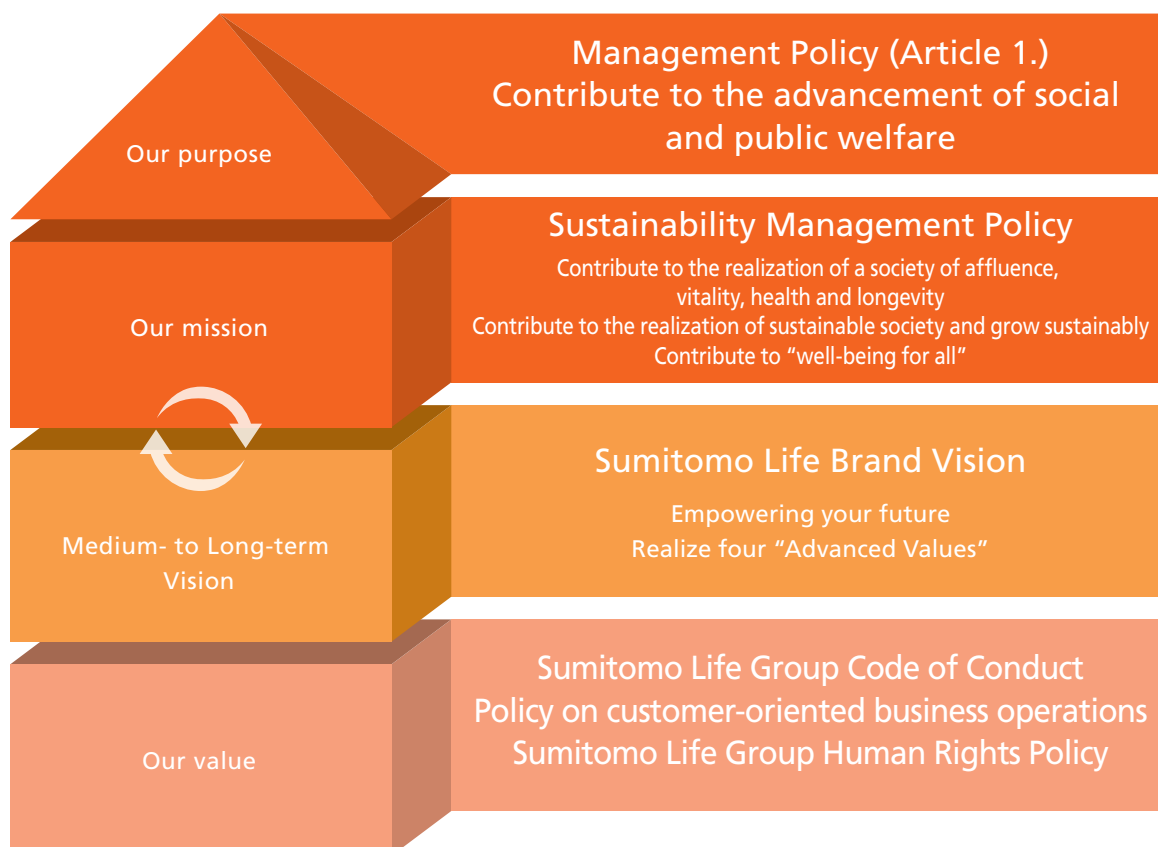 Our purpose
Management Policy (Article 1.)
Contribute to the advancement of social
and public welfare
Our mission
Sustainability Management Policy
Contribute to the realization of a society of affluence,
vitality, health and longevity
Contribute to the realization of sustainable society and grow sustainably
Contribute to “well-being for all”
Medium- to Long-term
Vision
Sumitomo Life Brand Vision
Empowering your future
Realize four “Advanced Values”
Our value
Sumitomo Life Group Code of Conduct
Policy on customer-oriented business operations
Sumitomo Life Group Human Rights Policy